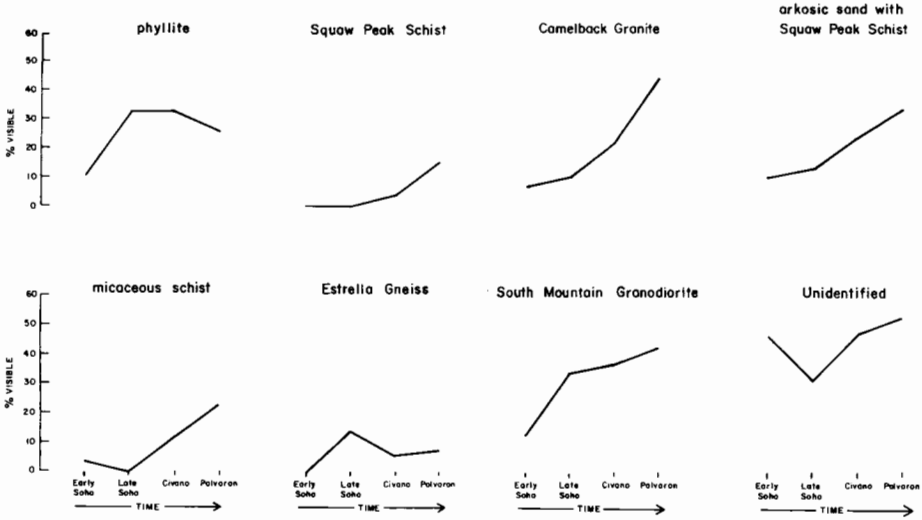 phyllite
Squaw Peak Schist
Camelback Granite
arkosic sand with
Squaw Peak Schist
60
50
40
30
20
10
0
% VISIBLE
micaceous schist
Estrella Gneiss
South Mountain Granodiorite
Unidentified
60
50
40
30
20
10
0
% VISIBLE
Early
Soho
Late
Soho
Civano
Polvoron
TIME
Early
Soho
Late
Soho
Civano
Polvoron
TIME
Early
Soho
Late
Soho
Civano
Polvoron
TIME
Early
Soho
Late
Soho
Civano
Polvoron
TIME